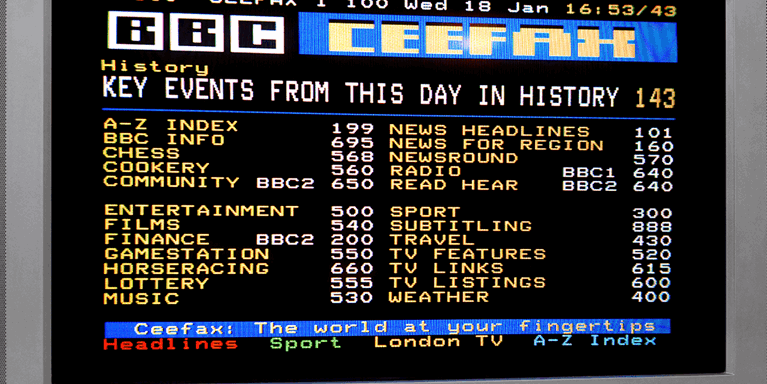 CEEFAX 1 100 Wed 18 Jan 16:53/43
BBC CEEFAX
History
KEY EVENTS FROM THIS DAY IN HISTORY 143
A-Z INDEX 199 NEWS HEADLINES 101
BBC INFO 695 NEWS FOR REGION 160
CHESS 568 NEWSROUND 570
COOKERY 560 RADIO BBC1 640
COMMUNITY BBC2 650 READ HEAR BBC2 640
ENTERTAINMENT 500 SPORT 300
FILMS 540 SUBTITLING 888
FINANCE BBC2 200 TRAVEL 430
GAMESTATION 550 TV FEATURES 520
HORSERACING 660 TV LINKS 615
LOTTERY 555 TV LISTINGS 600
MUSIC 530 WEATHER 400
Ceefax: The world at your fingertips
Headlines Sport London TV A-Z Index